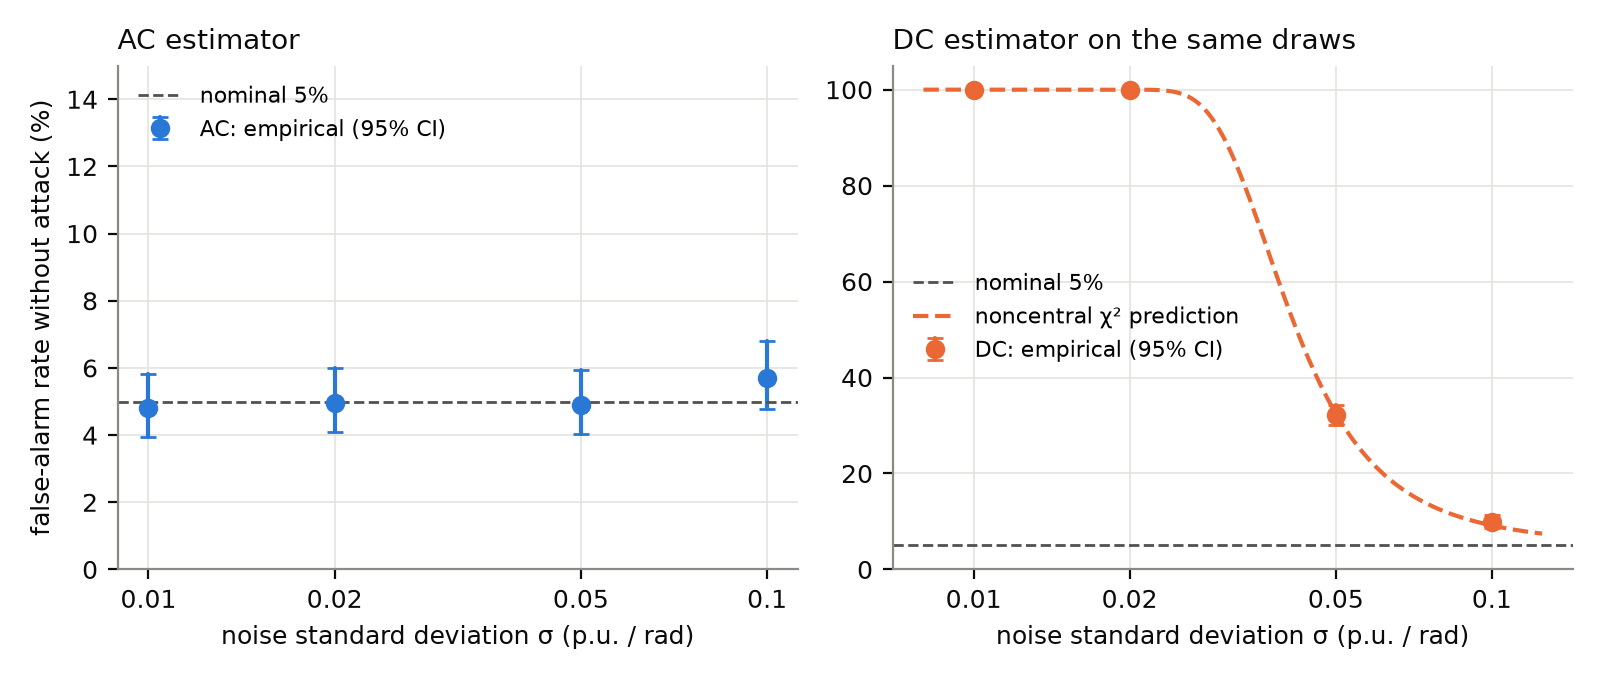 AC estimator
false-alarm rate without attack (%)
14
12
10
8
6
4
2
0
nominal 5%
AC: empirical (95% CI)
0.01 0.02 0.05 0.1
noise standard deviation σ (p.u. / rad)
DC estimator on the same draws
100
80
60
40
20
0
nominal 5%
noncentral χ² prediction
DC: empirical (95% CI)
0.01 0.02 0.05 0.1
noise standard deviation σ (p.u. / rad)